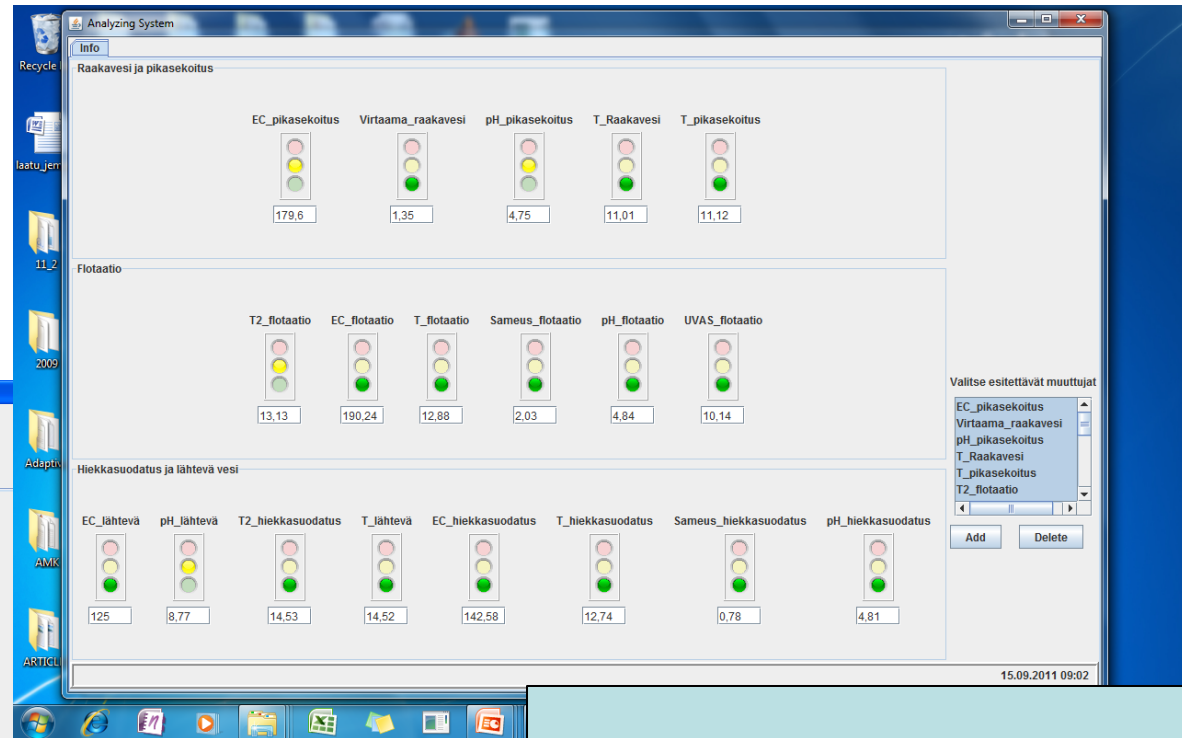 Analyzing System
Info
Recycle
Raakavesi ja pikasekoitus
EC_pikasekoitus Virtaama_raakavesi pH_pikasekoitus T_Raakavesi T_pikasekoitus
179,6 1,35 4,75 11,01 11,12
laatu_jem
11_2
Flotaatio
T2_flotaatio EC_flotaatio T_flotaatio Sameus_flotaatio pH_flotaatio UVAS_flotaatio
13,13 190,24 12,88 2,03 4,84 10,14
2009
Valitse esitettävät muuttujat
EC_pikasekoitus
Virtaama_raakavesi
pH_pikasekoitus
T_Raakavesi
T_pikasekoitus
T2_flotaatio
Add Delete
Adaptiv
Hiekkasuodatus ja lähtevä vesi
EC_lähtevä pH_lähtevä T2_hiekkasuodatus T_lähtevä EC_hiekkasuodatus T_hiekkasuodatus Sameus_hiekkasuodatus pH_hiekkasuodatus
125 8,77 14,53 14,52 142,58 12,74 0,78 4,81
AMK
ARTICL
15.09.2011 09:02